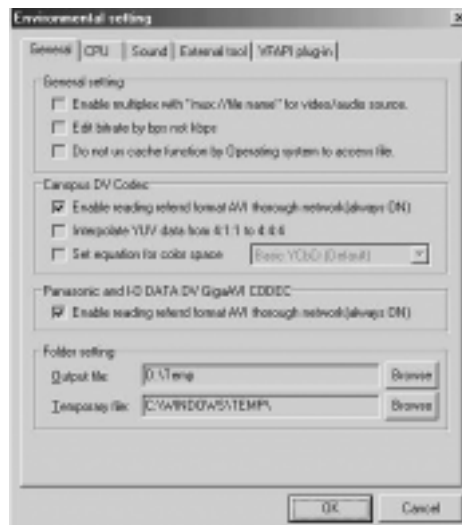 Environmental setting
General CPU Sound External tool VFAPI plug-in
General setting
Enable multiplex with "mux://file name" for video/audio source.
Edit bitrate by bps not kbps
Do not us cache function by Operating system to access file.
Canopus DV Codec
Enable reading refend format AVI thorough network(always ON)
Interpolate YUV data from 4:1:1 to 4:4:4
Set equation for color space Basic YCbCr (Default)
Panasonic and I-O DATA DV GigaAVI CODEC
Enable reading refend format AVI thorough network(always ON)
Folder setting
Output file: D:\Temp Browse
Temporary file: C:\WINDOWS\TEMP\ Browse
OK Cancel